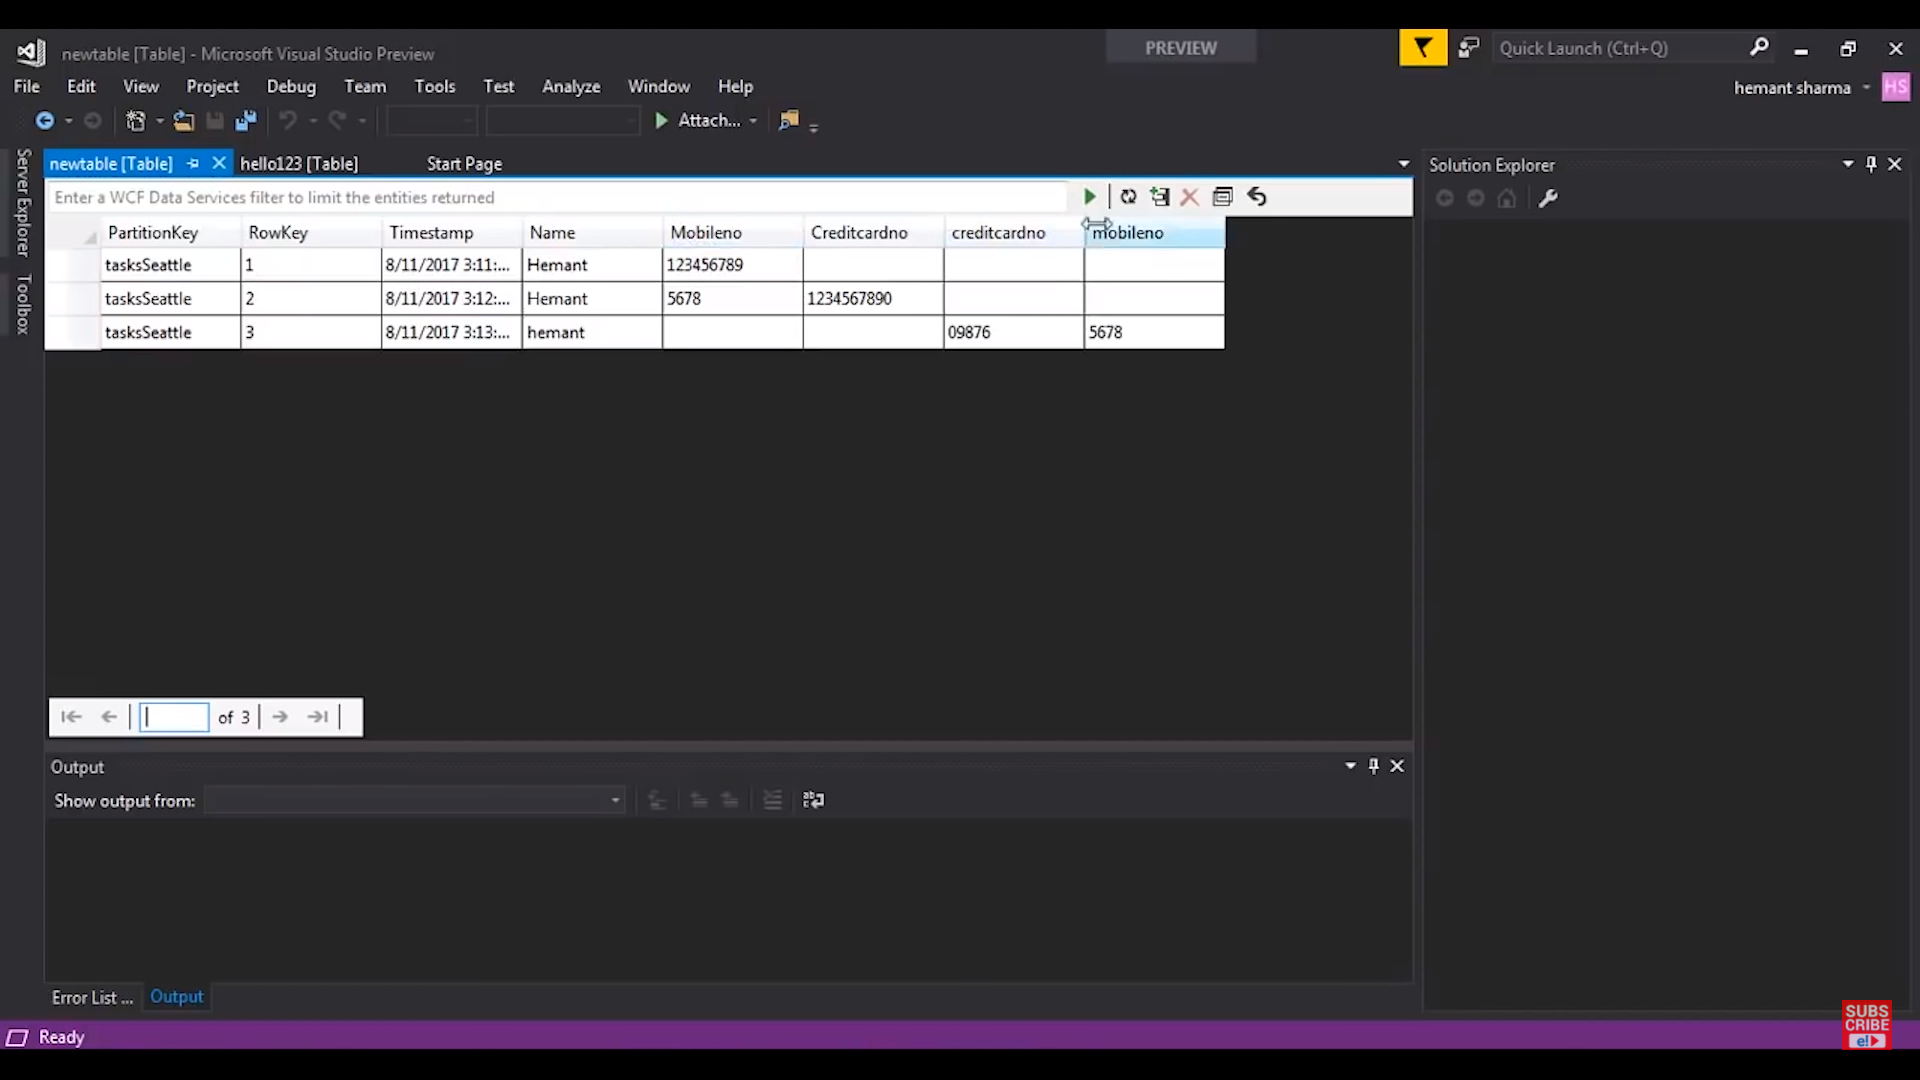 newtable [Table] - Microsoft Visual Studio Preview
PREVIEW
Quick Launch (Ctrl+Q)
File Edit View Project Debug Team Tools Test Analyze Window Help
hemant sharma
HS
Attach...
Server Explorer
Toolbox
newtable [Table]
hello123 [Table]
Start Page
Solution Explorer
Enter a WCF Data Services filter to limit the entities returned
PartitionKey RowKey Timestamp Name Mobileno Creditcardno creditcardno mobileno
tasksSeattle 1 8/11/2017 3:11:... Hemant 123456789
tasksSeattle 2 8/11/2017 3:12:... Hemant 5678 1234567890
tasksSeattle 3 8/11/2017 3:13:... hemant 09876 5678
of 3
Output
Show output from:
Error List ... Output
Ready
SUBS
CRIBE
e!